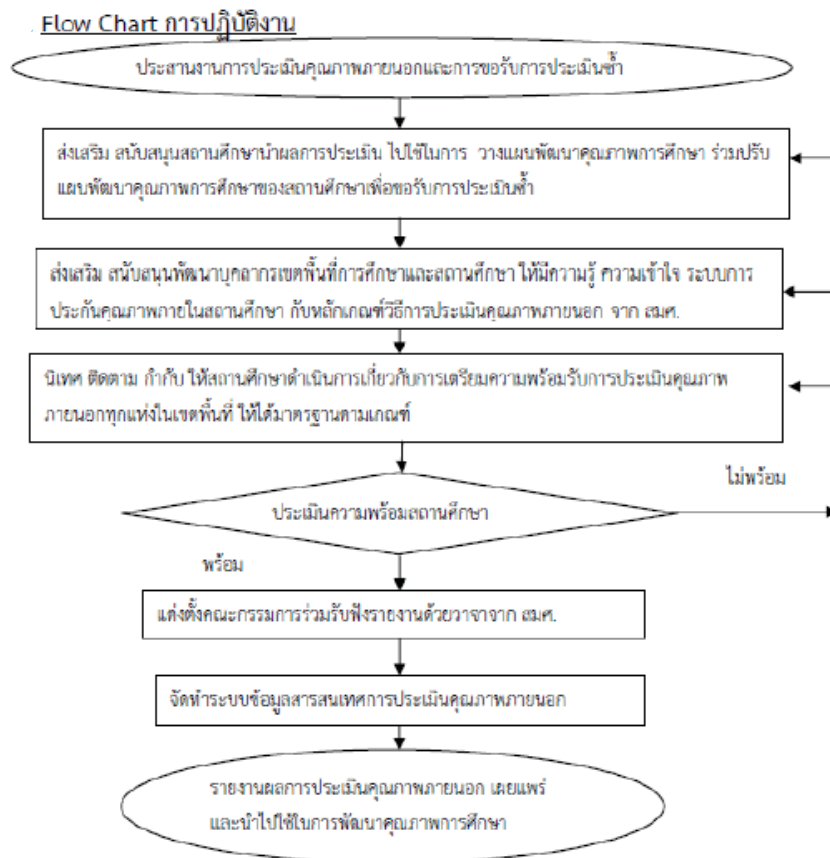 Flow Chart การปฏิบัติงาน
ประสานงานการประเมินคุณภาพภายนอกและการขอรับการประเมินซ้ำ
ส่งเสริม สนับสนุนสถานศึกษานำผลการประเมิน ไปใช้ในการ วางแผนพัฒนาคุณภาพการศึกษา ร่วมปรับ
แผนพัฒนาคุณภาพการศึกษาของสถานศึกษาเพื่อขอรับการประเมินซ้ำ
ส่งเสริม สนับสนุนพัฒนาบุคลากรเขตพื้นที่การศึกษาและสถานศึกษา ให้มีความรู้ ความเข้าใจ ระบบการ
ประกันคุณภาพภายในสถานศึกษา กับหลักเกณฑ์วิธีการประเมินคุณภาพภายนอก จาก สมศ.
นิเทศ ติดตาม กำกับ ให้สถานศึกษาดำเนินการเกี่ยวกับการเตรียมความพร้อมรับการประเมินคุณภาพ
ภายนอกทุกแห่งในเขตพื้นที่ ให้ได้มาตรฐานตามเกณฑ์
ไม่พร้อม
ประเมินความพร้อมสถานศึกษา
พร้อม
แต่งตั้งคณะกรรมการร่วมรับฟังรายงานด้วยวาจาจาก สมศ.
จัดทำระบบข้อมูลสารสนเทศการประเมินคุณภาพภายนอก
รายงานผลการประเมินคุณภาพภายนอก เผยแพร่
และนำไปใช้ในการพัฒนาคุณภาพการศึกษา